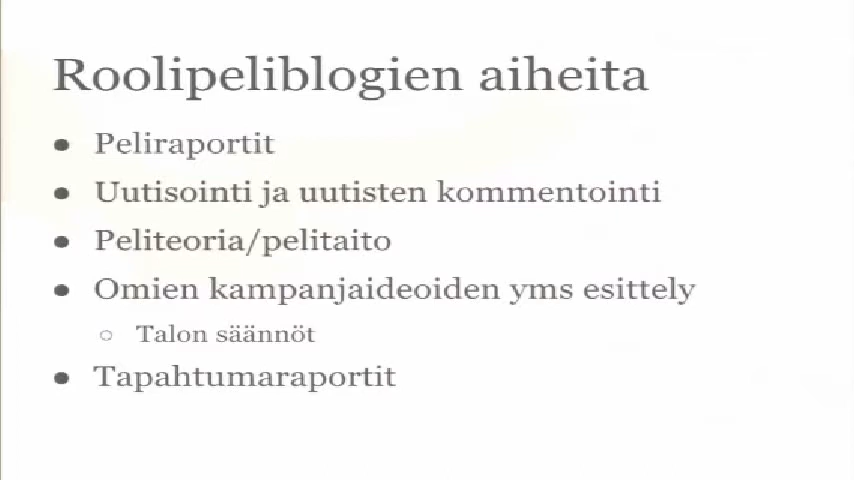 Roolipeliblogien aiheita
● Peliraportit
● Uutisointi ja uutisten kommentointi
● Peliteoria/pelitaito
● Omien kampanjaideoiden yms esittely
○ Talon säännöt
● Tapahtumaraportit